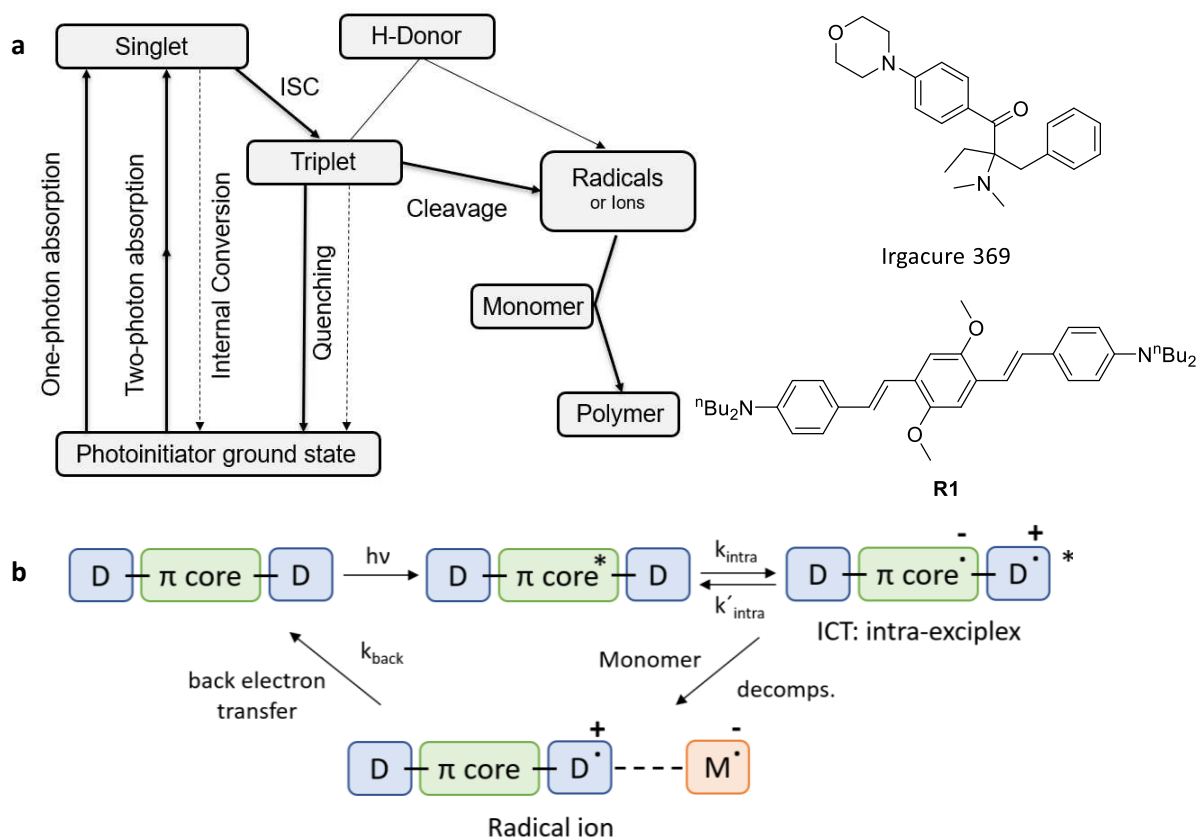 a
Singlet
H-Donor
ISC
Triplet
Radicals
or Ions
Cleavage
One-photon absorption
Two-photon absorption
Internal Conversion
Quenching
Monomer
Polymer
Photoinitiator ground state
O
N
O
N
Irgacure 369
O
NⁿBu₂
ⁿBu₂N
O
R1
b
D
π core
D
hν
D
π core*
D
kintra
k´intra
D
π core•-
D•+
*
ICT: intra-exciplex
kback
back electron
transfer
Monomer
decomps.
D
π core
D•+
M•-
Radical ion